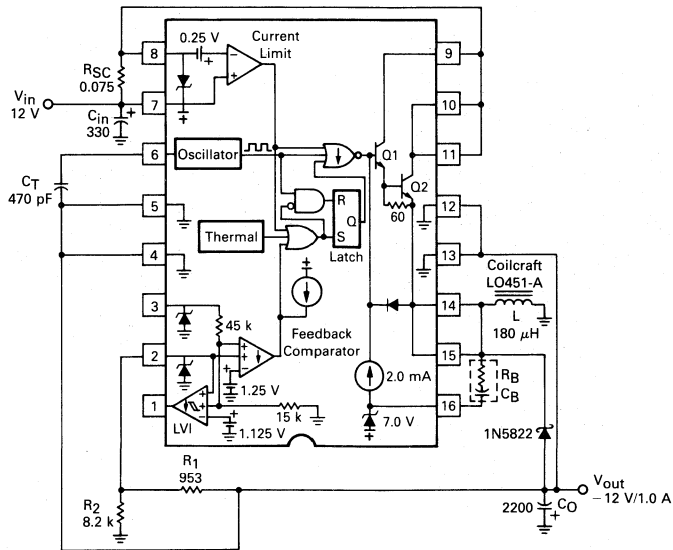 8
0.25 V
Current
Limit
9
R_SC
0.075
V_in
12 V
7
C_in
330
10
6
Oscillator
Q1
11
C_T
470 pF
Q2
5
R
Q
S
Latch
60
12
4
Thermal
13
Coilcraft
LO451-A
14
L
180 μH
3
45 k
Feedback
Comparator
2
15
2.0 mA
R_B
C_B
1.25 V
1
LVI
15 k
1.125 V
7.0 V
16
1N5822
R_1
953
R_2
8.2 k
V_out
−12 V/1.0 A
2200
C_O